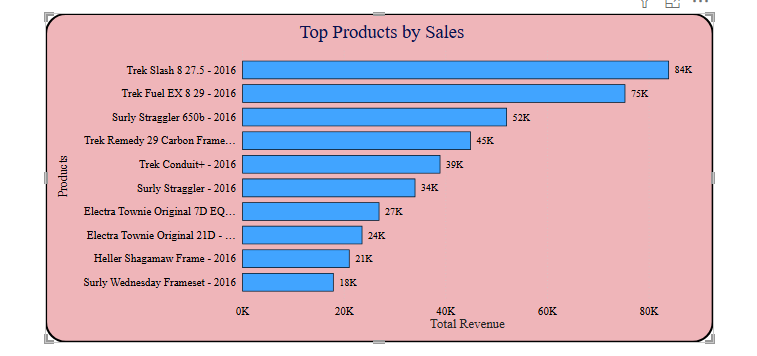 Top Products by Sales
Products
Trek Slash 8 27.5 - 2016 84K
Trek Fuel EX 8 29 - 2016 75K
Surly Straggler 650b - 2016 52K
Trek Remedy 29 Carbon Frame... 45K
Trek Conduit+ - 2016 39K
Surly Straggler - 2016 34K
Electra Townie Original 7D EQ... 27K
Electra Townie Original 21D - ... 24K
Heller Shagamaw Frame - 2016 21K
Surly Wednesday Frameset - 2016 18K
0K 20K 40K 60K 80K
Total Revenue